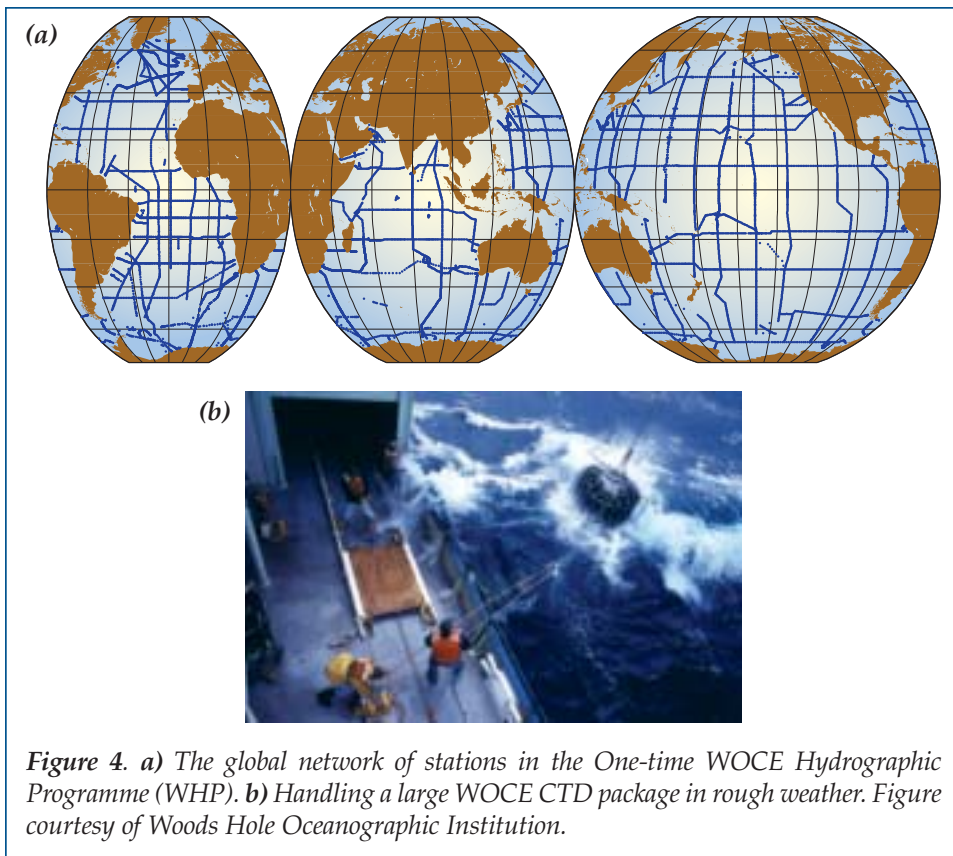 (a)
(b)
Figure 4. a) The global network of stations in the One-time WOCE Hydrographic
Programme (WHP). b) Handling a large WOCE CTD package in rough weather. Figure
courtesy of Woods Hole Oceanographic Institution.